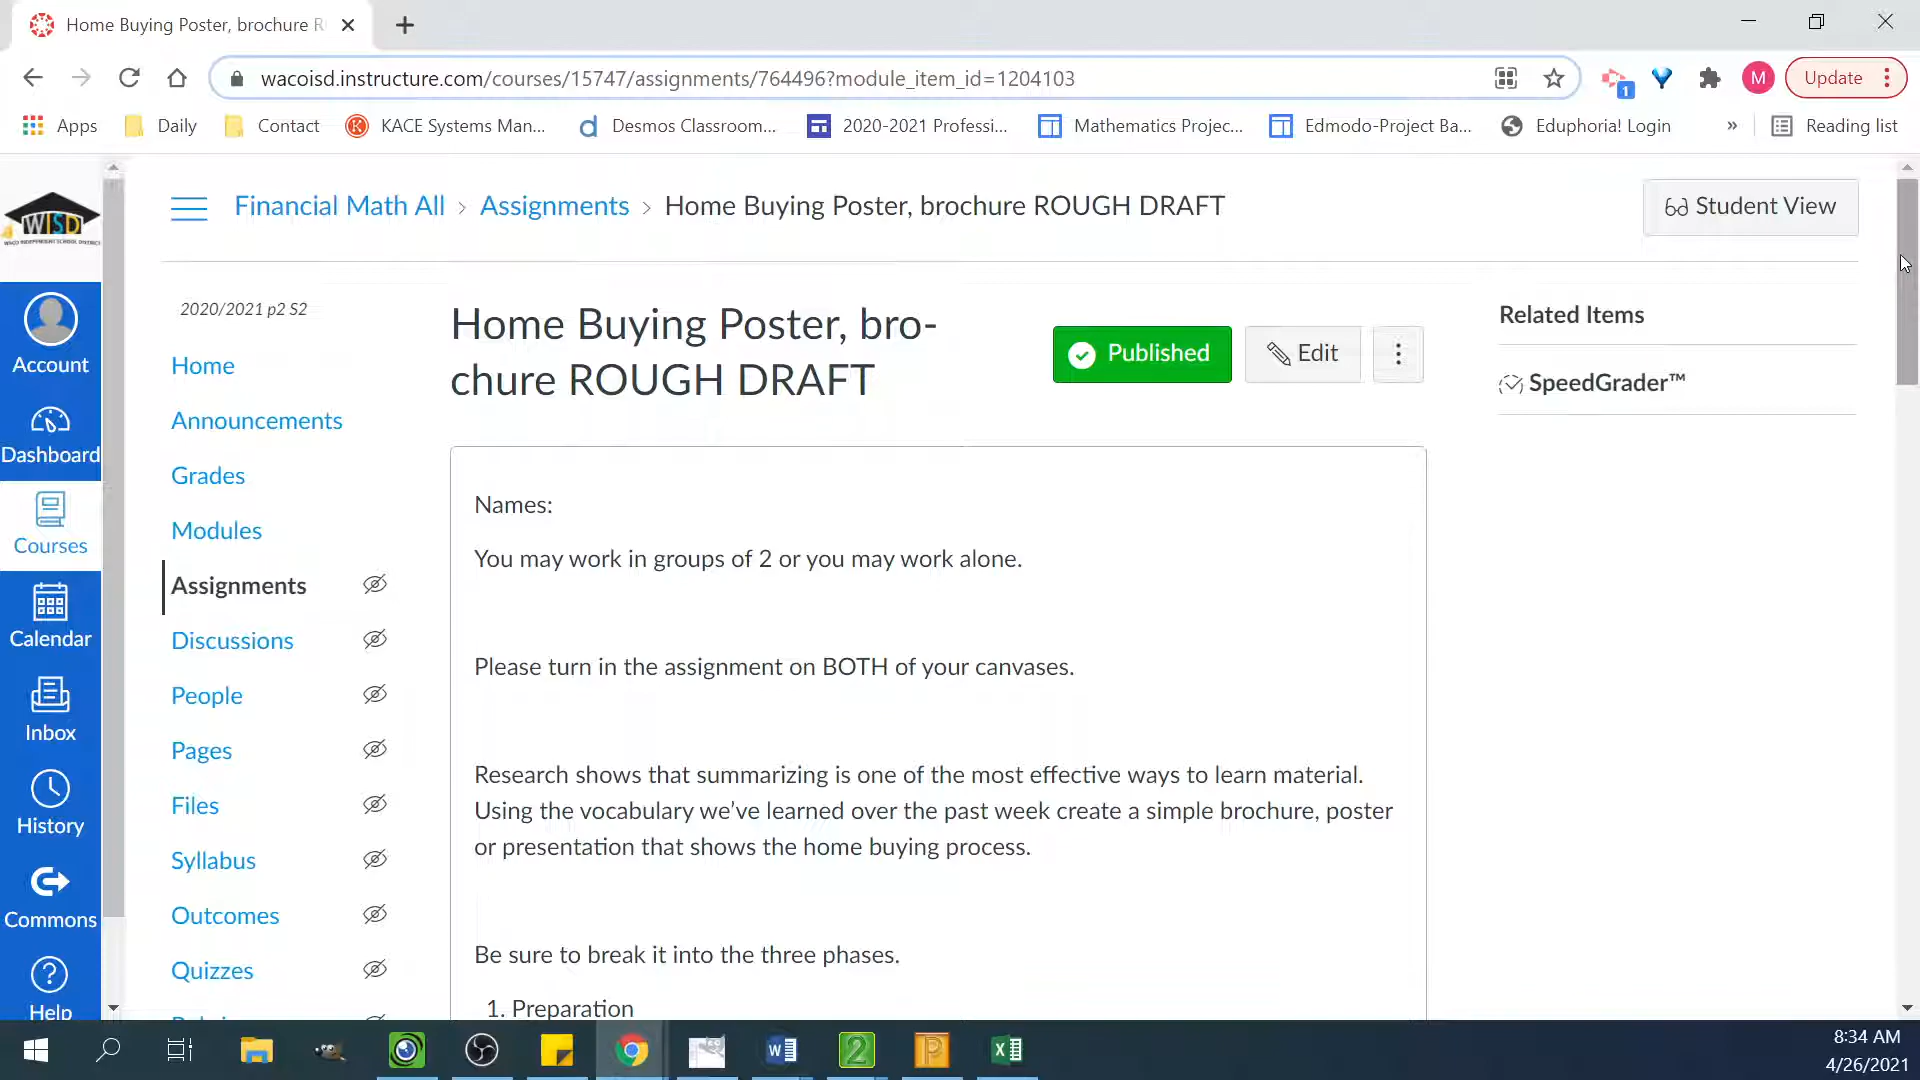 Home Buying Poster, brochure R
wacoisd.instructure.com/courses/15747/assignments/764496?module_item_id=1204103
1
M
Update
Apps
Daily
Contact
KACE Systems Man...
Desmos Classroom...
2020-2021 Professi...
Mathematics Projec...
Edmodo-Project Ba...
Eduphoria! Login
»
Reading list
WISD
WACO INDEPENDENT SCHOOL DISTRICT
Financial Math All > Assignments > Home Buying Poster, brochure ROUGH DRAFT
Student View
Account
Dashboard
Courses
Calendar
Inbox
History
Commons
Help
2020/2021 p2 S2
Home
Announcements
Grades
Modules
Assignments
Discussions
People
Pages
Files
Syllabus
Outcomes
Quizzes
Home Buying Poster, bro-
chure ROUGH DRAFT
Published
Edit
Related Items
SpeedGrader™
Names:
You may work in groups of 2 or you may work alone.
Please turn in the assignment on BOTH of your canvases.
Research shows that summarizing is one of the most effective ways to learn material.
Using the vocabulary we’ve learned over the past week create a simple brochure, poster
or presentation that shows the home buying process.
Be sure to break it into the three phases.
1. Preparation
8:34 AM
4/26/2021